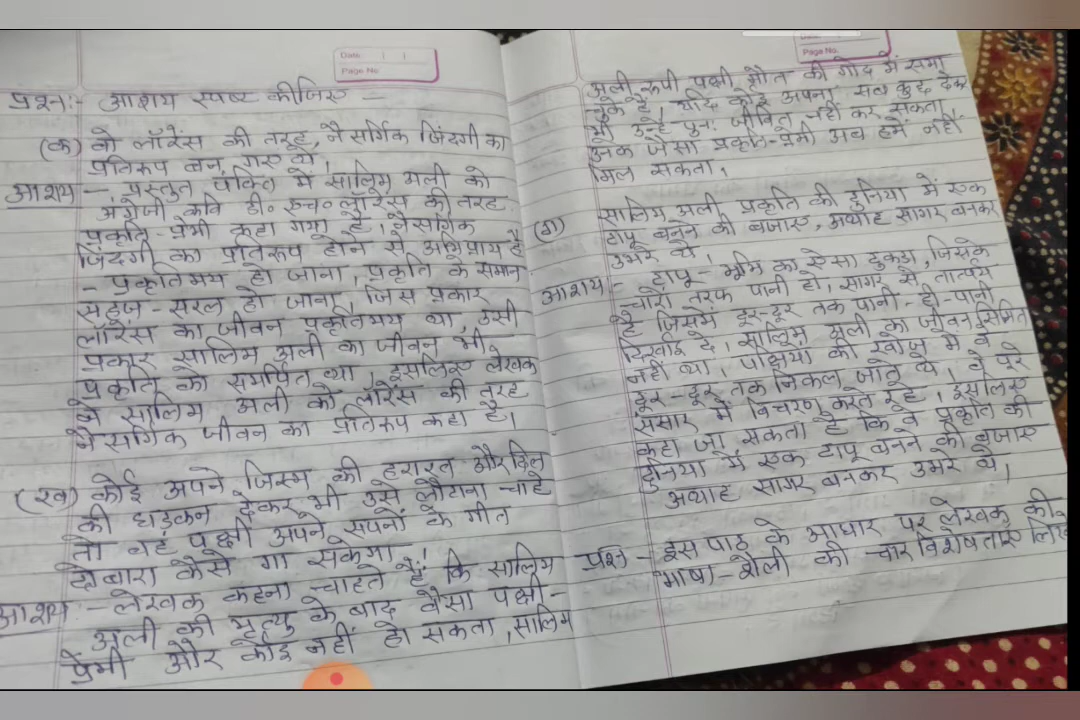 Date
Page No
प्रश्न:- आशय स्पष्ट कीजिए -
(क) वो लॉरेंस की तरह, नैसर्गिक जिंदगी का
प्रतिरूप बन गए थे।
आशय - प्रस्तुत पंक्ति में सालिम अली को
अंग्रेजी कवि डी० एच० लॉरेंस की तरह
प्रकृति-प्रेमी कहा गया है। नैसर्गिक
जिंदगी का प्रतिरूप होने से अभिप्राय है
- प्रकृतिमय हो जाना, प्रकृति के समान
सहज-सरल हो जाना, जिस प्रकार
लॉरेंस का जीवन प्रकृतिमय था, उसी
प्रकार सालिम अली का जीवन भी
प्रकृति को समर्पित था, इसलिए लेखक
ने सालिम अली को लॉरेंस की तरह
नैसर्गिक जीवन का प्रतिरूप कहा है।
(ख) कोई अपने जिस्म की हरारत और दिल
की धड़कन देकर भी उसे लौटाना चाहे
तो वह पक्षी अपने सपनों के गीत
दोबारा कैसे गा सकेगा!
आशय - लेखक कहना चाहते हैं कि सालिम
अली की मृत्यु के बाद वैसा पक्षी-
प्रेमी और कोई नहीं हो सकता, सालिम
Page No.
अली रूपी पक्षी मौत की गोद में समा
चुके हैं, यदि कोई अपना सब कुछ देकर
भी उन्हें पुनः जीवित नहीं कर सकता,
उनके जैसा प्रकृति-प्रेमी अब हमें नहीं
मिल सकता,
(ग) सालिम अली प्रकृति की दुनिया में एक
टापू बनने की बजाए, अथाह सागर बनकर
उभरे थे,
आशय - टापू - भूमि का ऐसा टुकड़ा, जिसके
चारों तरफ पानी हो, सागर से तात्पर्य
है जिसमें दूर-दूर तक पानी-ही-पानी
दिखाई दे, सालिम अली का जीवन सीमित
नहीं था, पक्षियों की खोज में वे
दूर-दूर तक निकल जाते थे, वे पूरे
संसार में विचरण करते रहे, इसलिए
कहा जा सकता है कि वे प्रकृति की
दुनिया में एक टापू बनने की बजाए
अथाह सागर बनकर उभरे थे।
प्रश्न - इस पाठ के आधार पर लेखक की
भाषा-शैली की चार विशेषताएँ